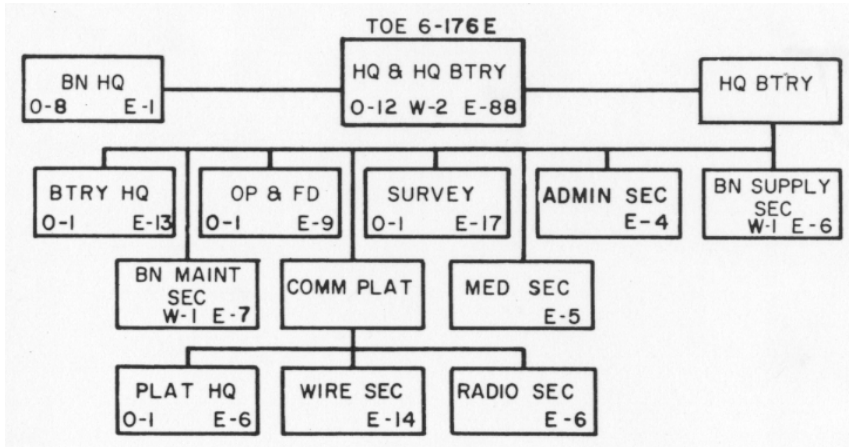 TOE 6-176E
BN HQ
O-8 E-1
HQ & HQ BTRY
O-12 W-2 E-88
HQ BTRY
BTRY HQ
O-1 E-13
OP & FD
O-1 E-9
SURVEY
O-1 E-17
ADMIN SEC
E-4
BN SUPPLY
SEC
W-1 E-6
BN MAINT
SEC
W-1 E-7
COMM PLAT
MED SEC
E-5
PLAT HQ
O-1 E-6
WIRE SEC
E-14
RADIO SEC
E-6